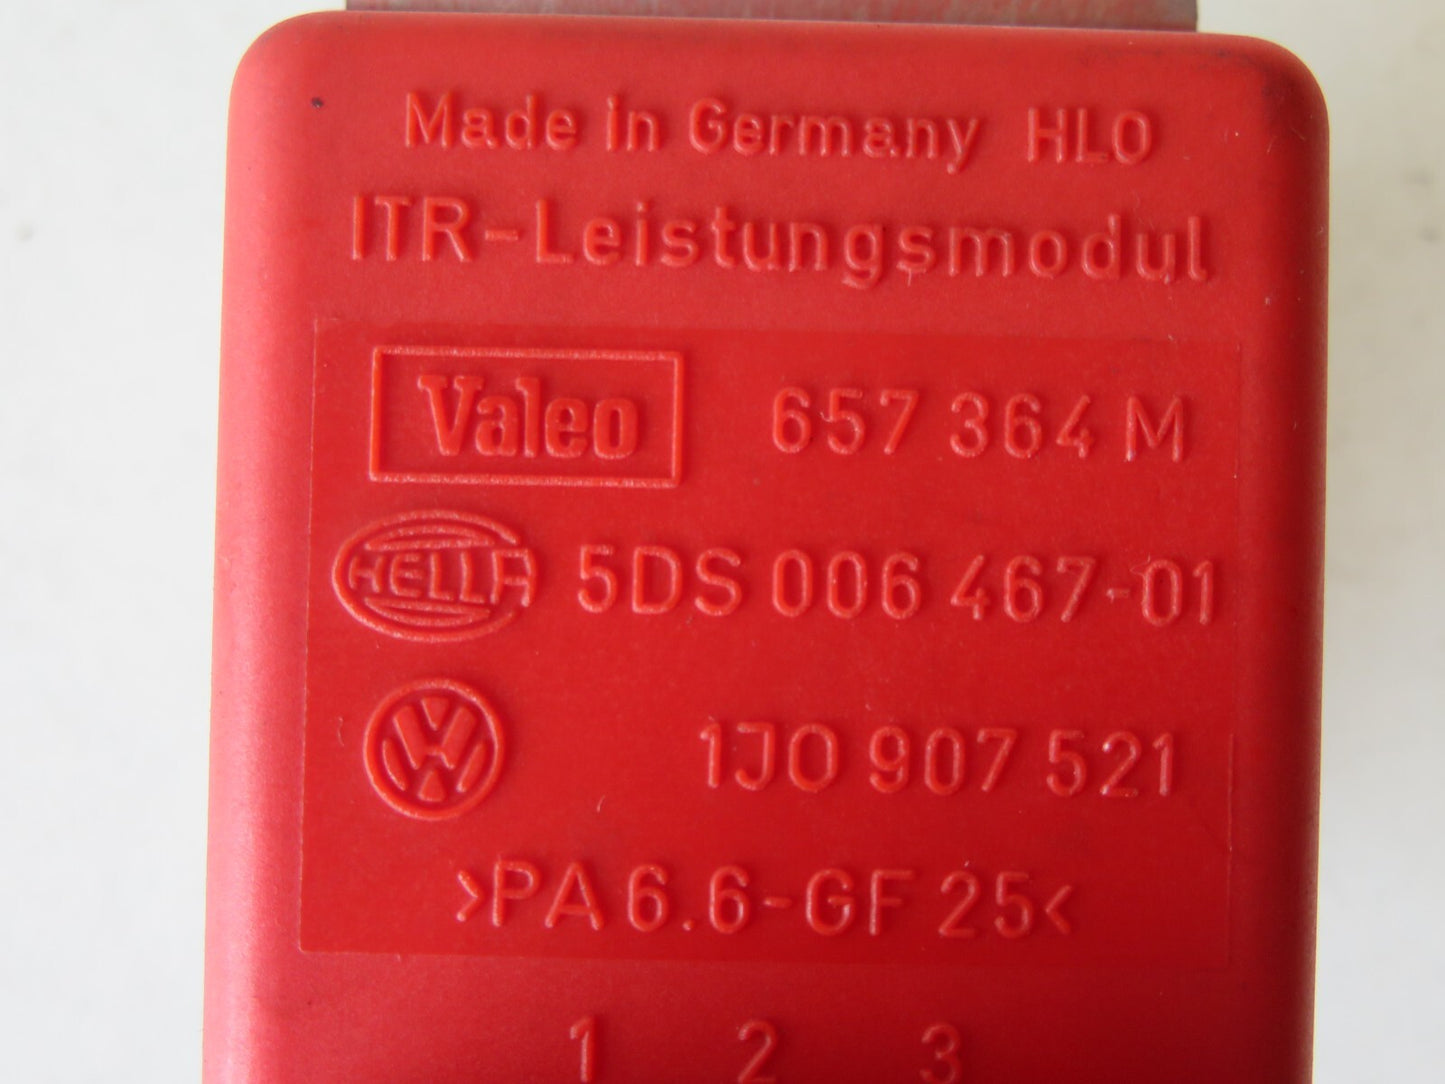 Made in Germany HLO
ITR-Leistungsmodul
Valeo 657 364 M
HELLA 5DS 006 467-01
VW 1J0 907 521
>PA 6.6-GF 25<
1 2 3